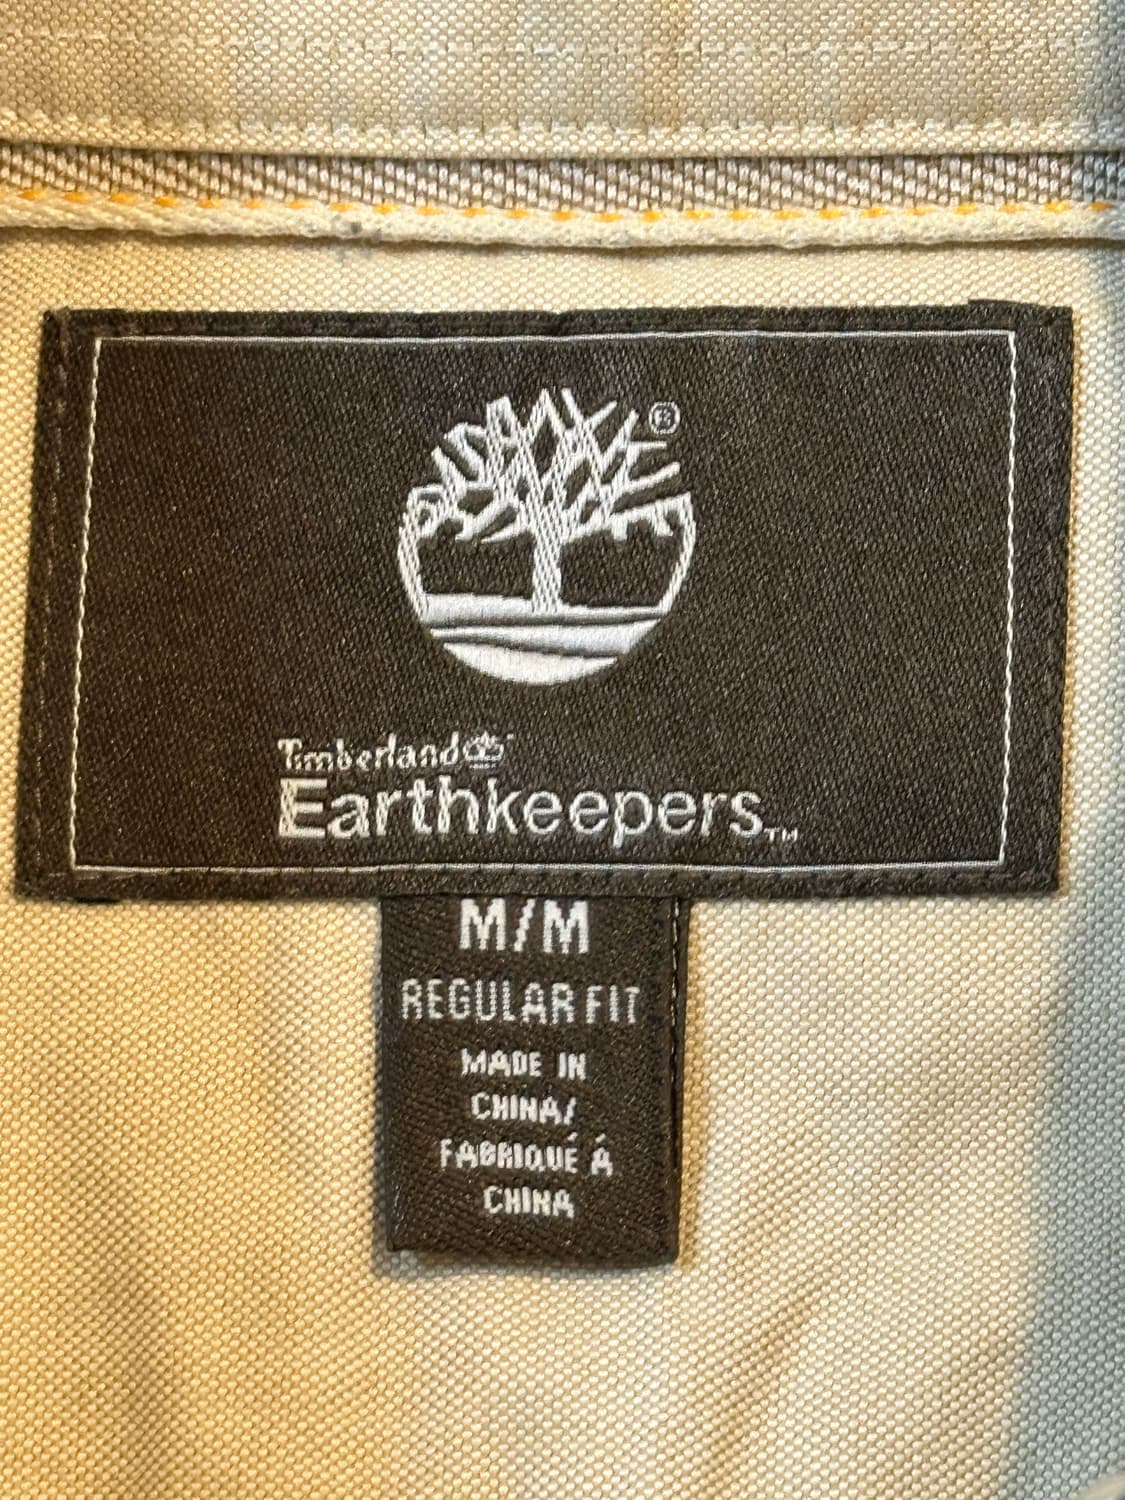 ®
Timberland
Earthkeepers™
M/M
REGULAR FIT
MADE IN
CHINA/
FABRIQUÉ Á
CHINA